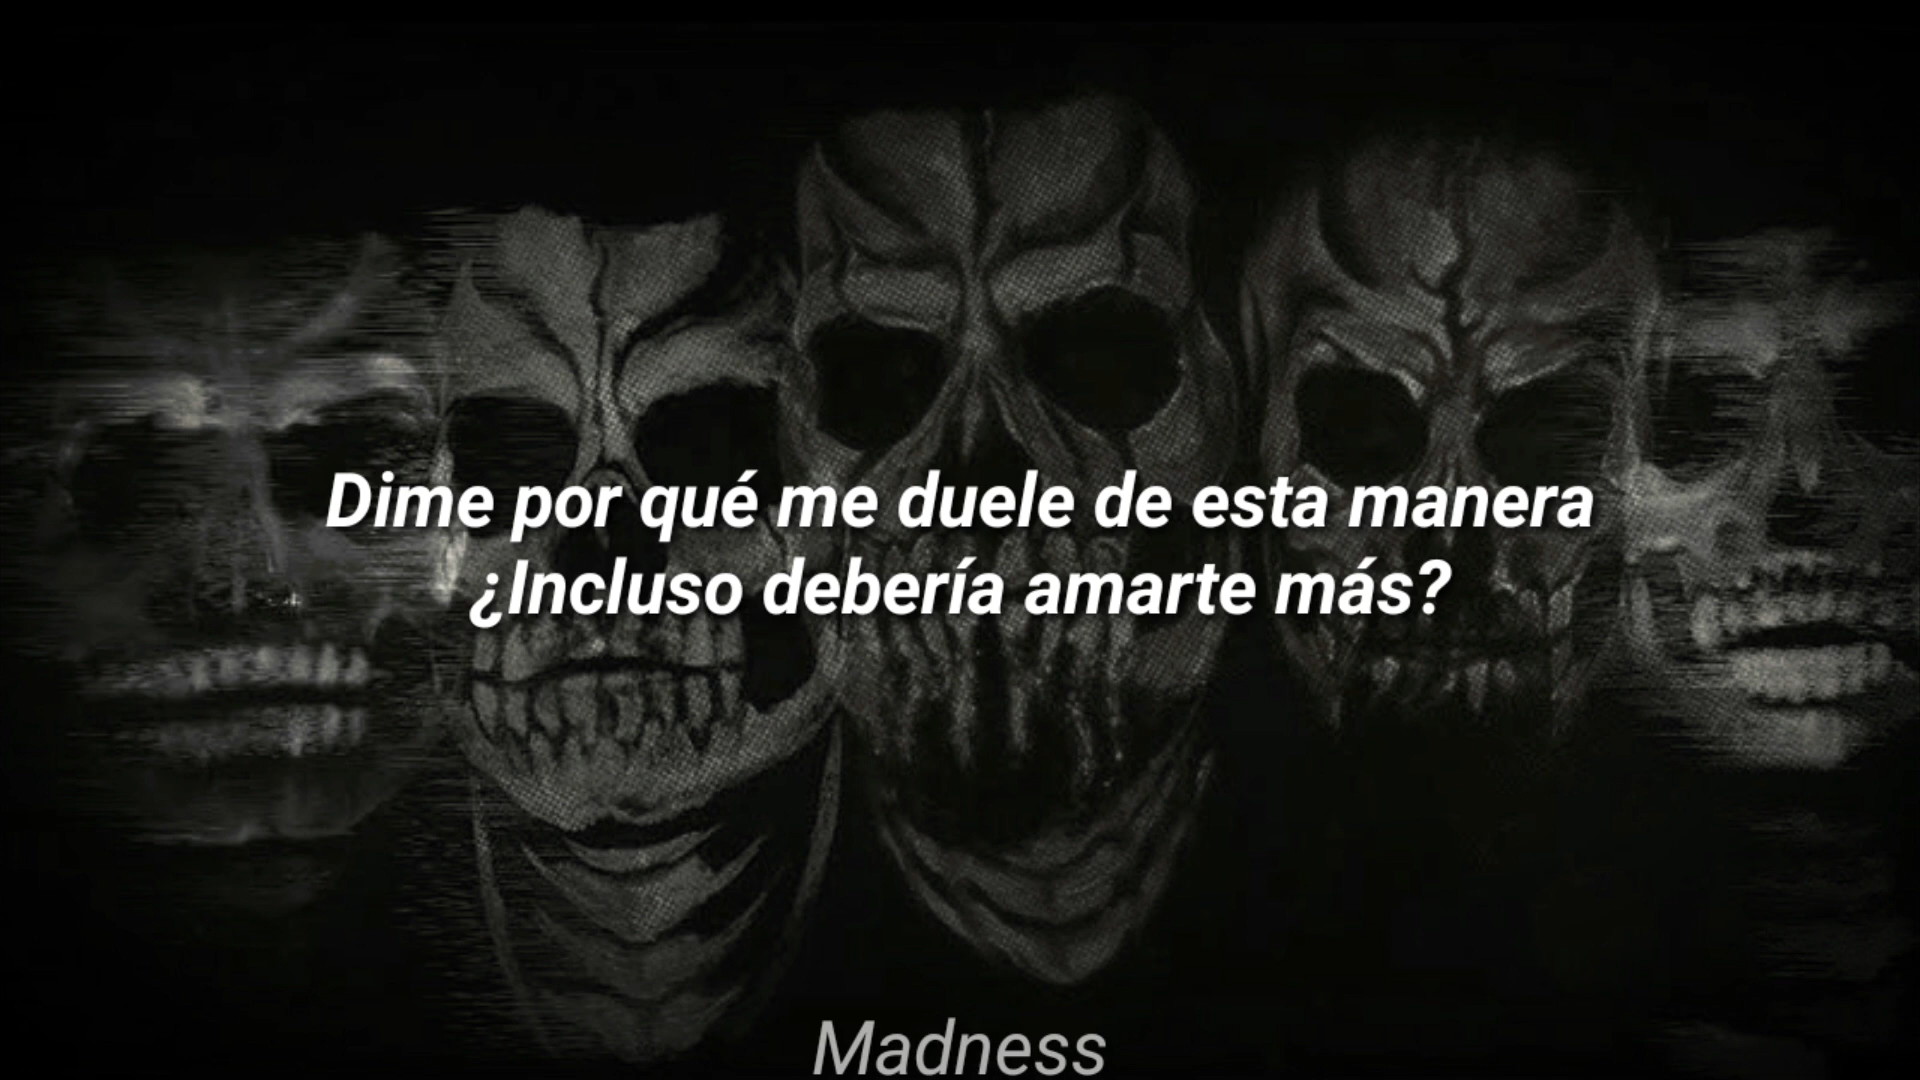 Dime por qué me duele de esta manera
¿Incluso debería amarte más?
Madness